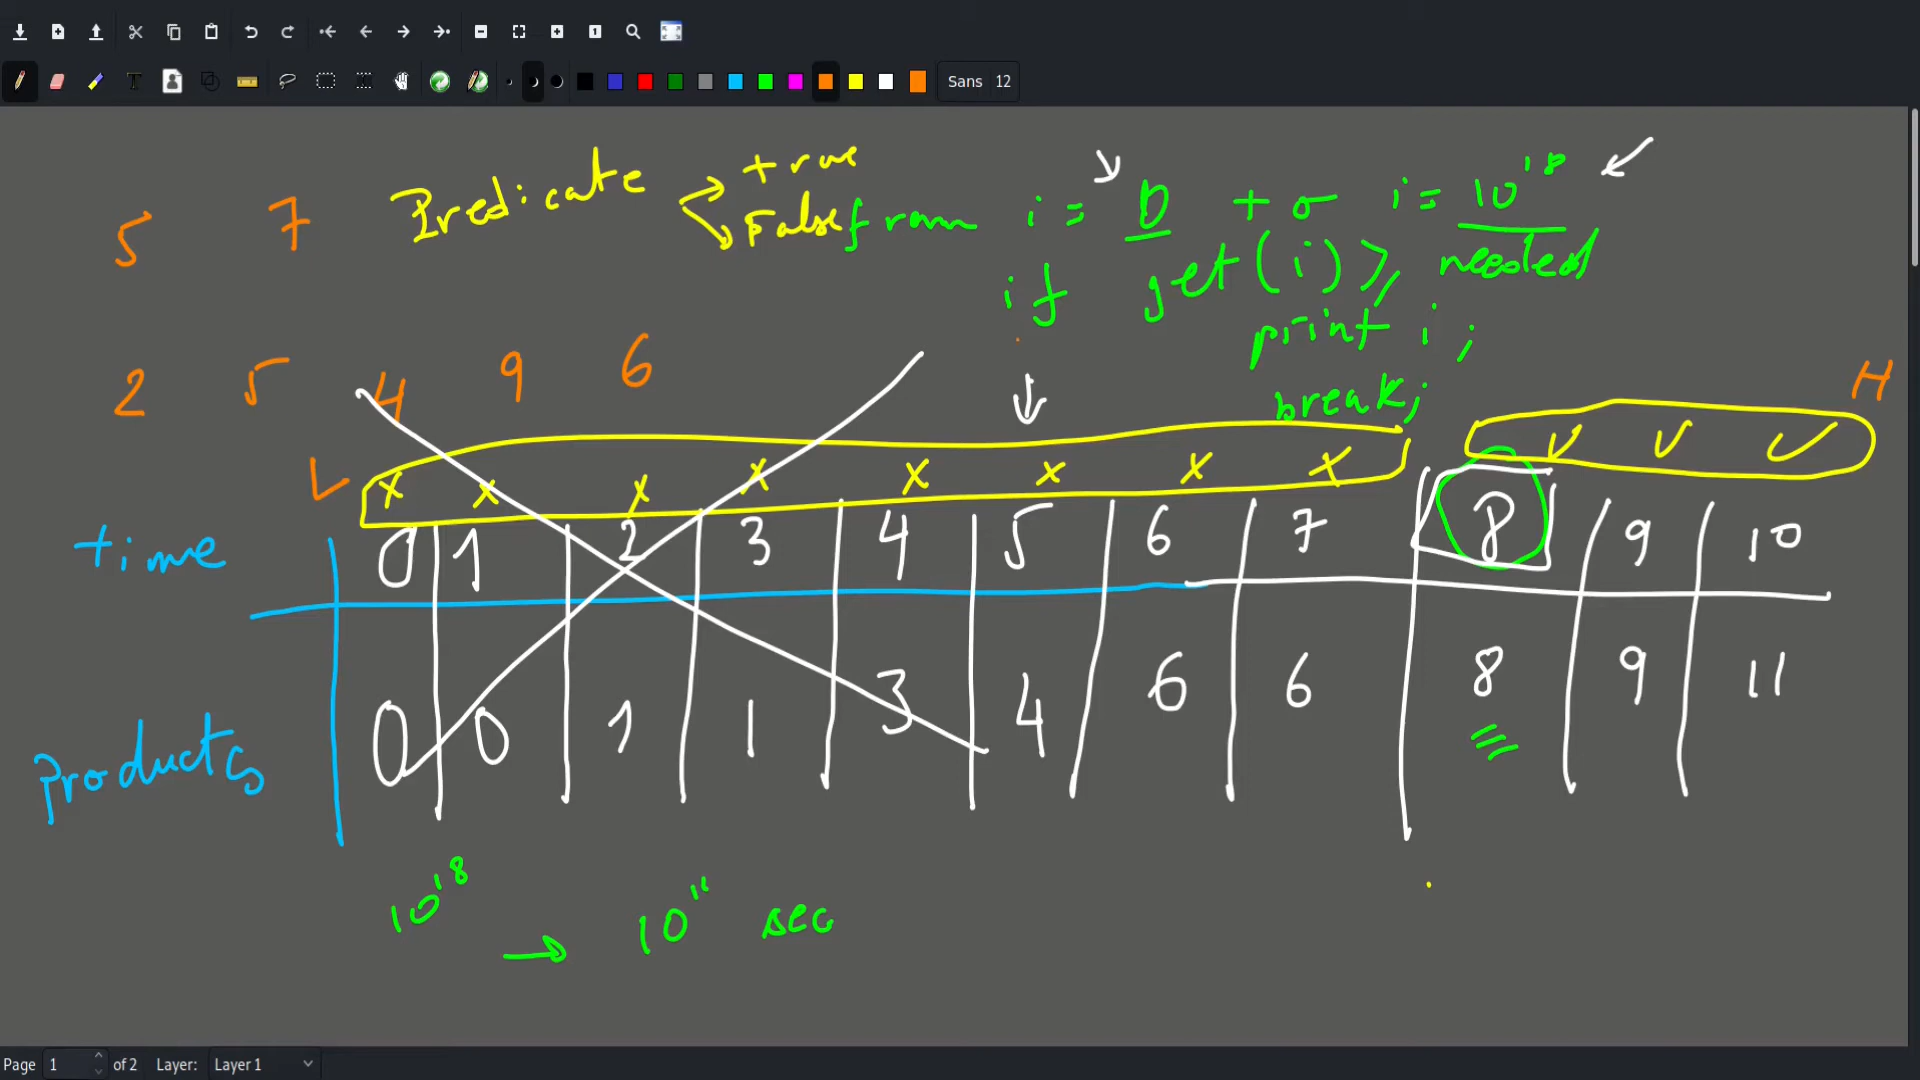 Sans 12
5 7 Predicate true
False from i = 0 to i = 10^18
if get(i) ≥ needed
print i ;
break;
2 5 4 9 6
H
L x x x x x x x x v v v
time 0 1 2 3 4 5 6 7 8 9 10
products 0 0 1 1 3 4 6 6 8 9 11
10^18 → 10^11 sec
Page 1 of 2 Layer: Layer 1